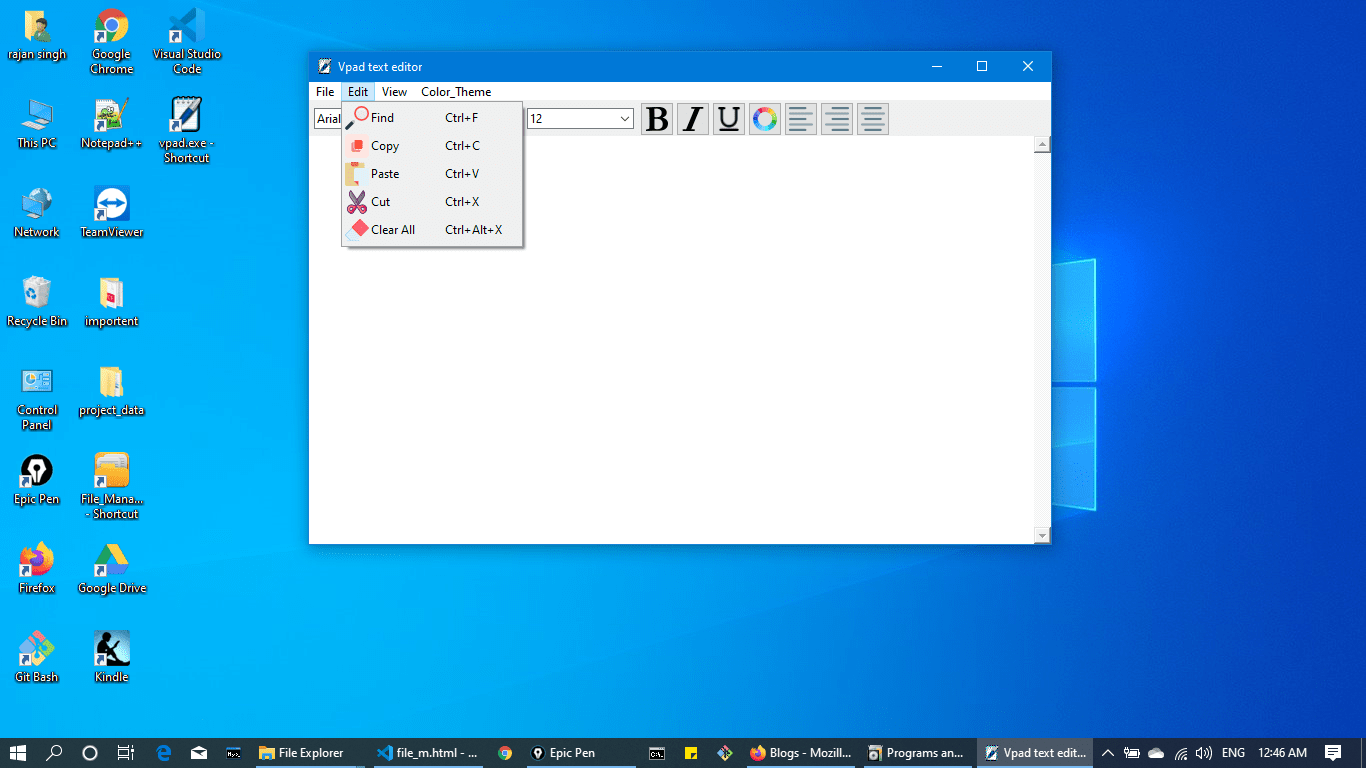 rajan singh
Google
Chrome
Visual Studio
Code
This PC
Notepad++
vpad.exe -
Shortcut
Network
TeamViewer
Recycle Bin
importent
Control
Panel
project_data
Epic Pen
File_Mana...
- Shortcut
Firefox
Google Drive
Git Bash
Kindle
Vpad text editor
File Edit View Color_Theme
Arial
12
B I U
Find Ctrl+F
Copy Ctrl+C
Paste Ctrl+V
Cut Ctrl+X
Clear All Ctrl+Alt+X
File Explorer
file_m.html - ...
Epic Pen
Blogs - Mozill...
Programs an...
Vpad text edit...
ENG
12:46 AM